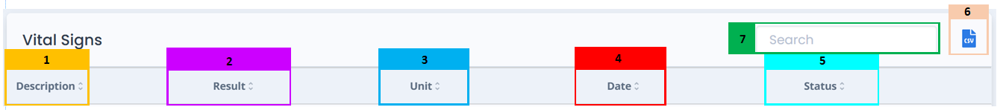 6
Vital Signs
7 Search
CSV
1 2 3 4 5
Description Result Unit Date Status